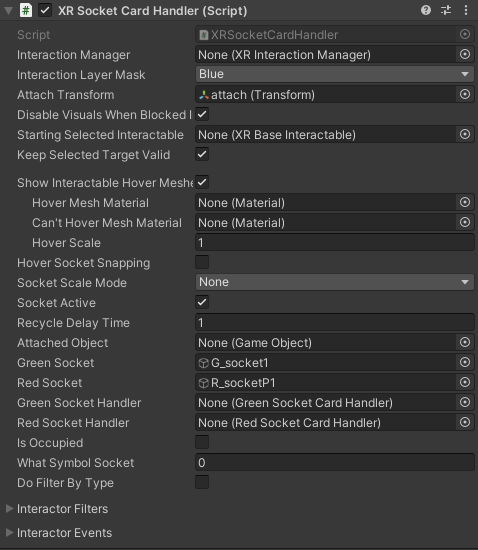 XR Socket Card Handler (Script)
Script XRSocketCardHandler
Interaction Manager None (XR Interaction Manager)
Interaction Layer Mask Blue
Attach Transform attach (Transform)
Disable Visuals When Blocked I
Starting Selected Interactable None (XR Base Interactable)
Keep Selected Target Valid
Show Interactable Hover Meshe
Hover Mesh Material None (Material)
Can't Hover Mesh Material None (Material)
Hover Scale 1
Hover Socket Snapping
Socket Scale Mode None
Socket Active
Recycle Delay Time 1
Attached Object None (Game Object)
Green Socket G_socket1
Red Socket R_socketP1
Green Socket Handler None (Green Socket Card Handler)
Red Socket Handler None (Red Socket Card Handler)
Is Occupied
What Symbol Socket 0
Do Filter By Type
Interactor Filters
Interactor Events